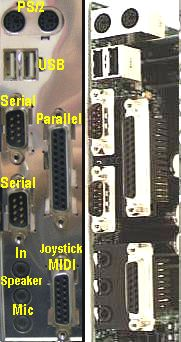 PS/2
USB
Serial
Parallel
Serial
In
Joystick
MIDI
Speaker
Mic